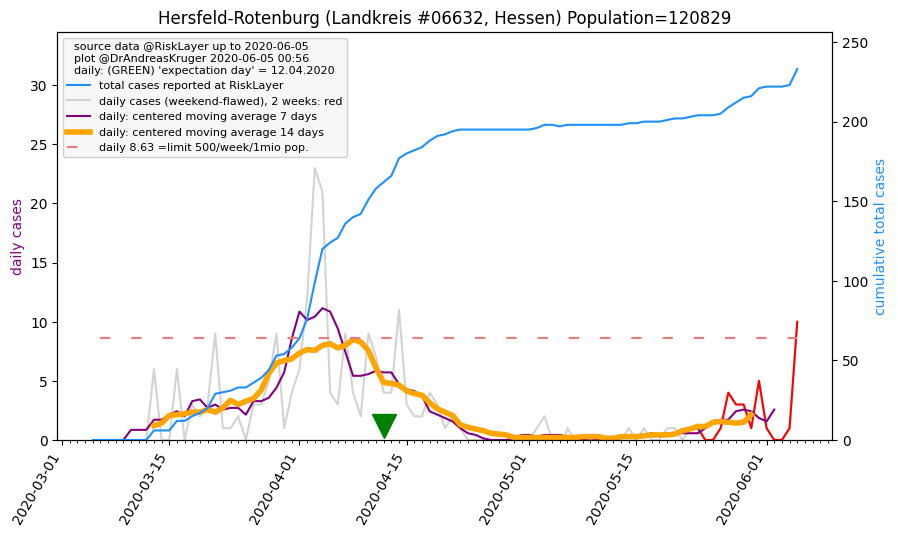 Hersfeld-Rotenburg (Landkreis #06632, Hessen) Population=120829
source data @RiskLayer up to 2020-06-05
plot @DrAndreasKruger 2020-06-05 00:56
daily: (GREEN) 'expectation day' = 12.04.2020
total cases reported at RiskLayer
daily cases (weekend-flawed), 2 weeks: red
daily: centered moving average 7 days
daily: centered moving average 14 days
daily 8.63 =limit 500/week/1mio pop.
daily cases
30
25
20
15
10
5
0
250
200
150
100
50
0
cumulative total cases
2020-03-01
2020-03-15
2020-04-01
2020-04-15
2020-05-01
2020-05-15
2020-06-01